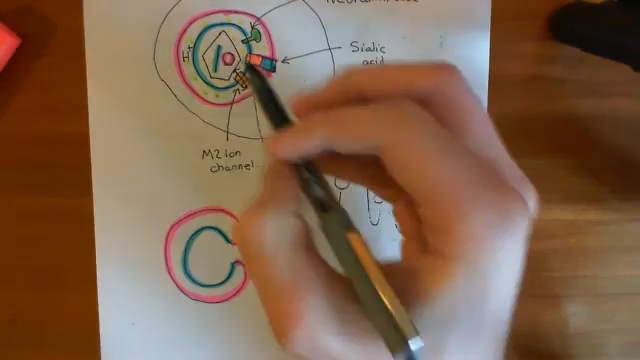 H+
Sialic
acid
M2 Ion
channel